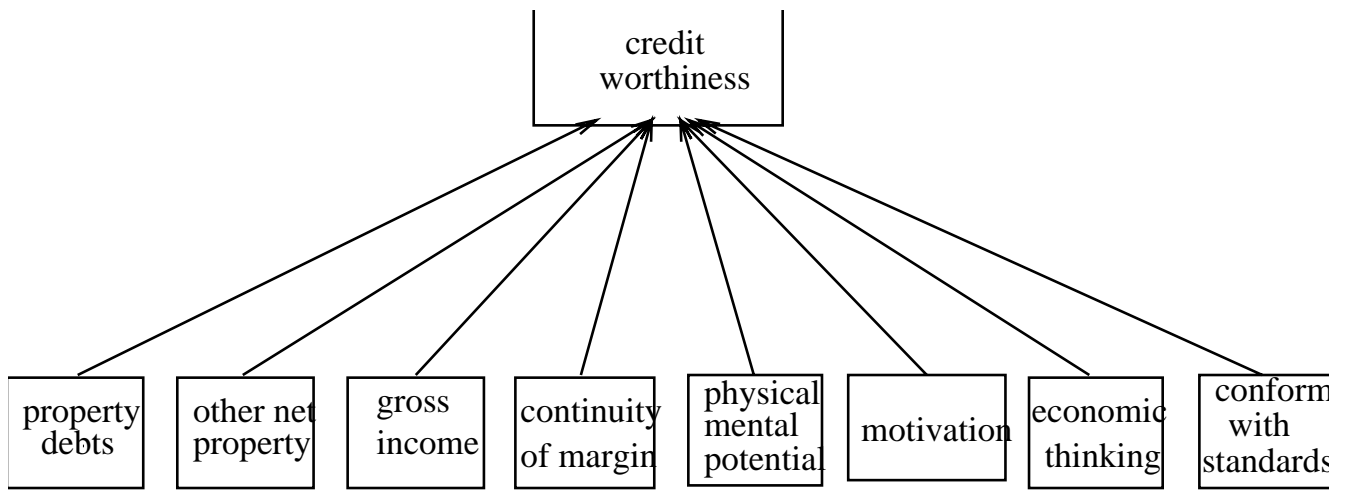 credit
worthiness
property
debts
other net
property
gross
income
continuity
of margin
physical
mental
potential
motivation
economic
thinking
conform
with
standards